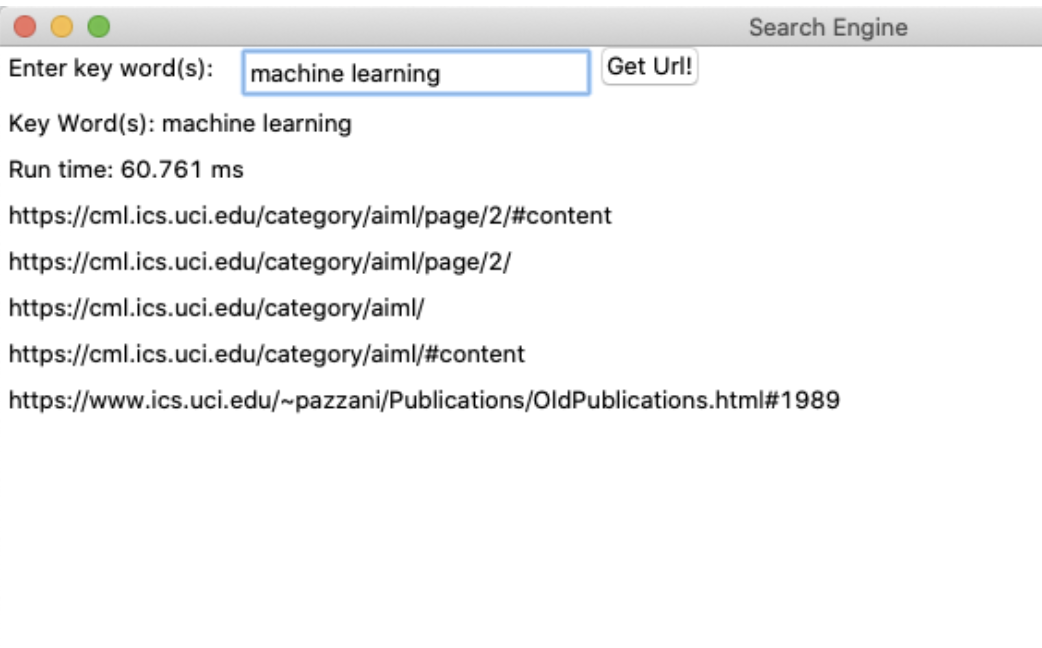 Search Engine
Enter key word(s): machine learning Get Url!
Key Word(s): machine learning
Run time: 60.761 ms
https://cml.ics.uci.edu/category/aiml/page/2/#content
https://cml.ics.uci.edu/category/aiml/page/2/
https://cml.ics.uci.edu/category/aiml/
https://cml.ics.uci.edu/category/aiml/#content
https://www.ics.uci.edu/~pazzani/Publications/OldPublications.html#1989